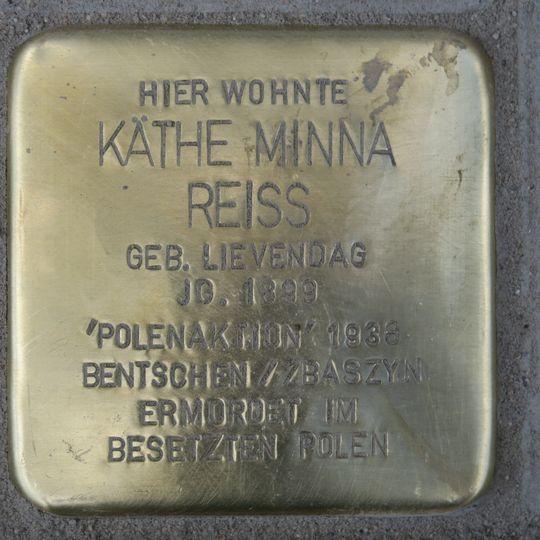 HIER WOHNTE
KÄTHE MINNA
REISS
GEB. LIEVENDAG
JG. 1899
'POLENAKTION' 1938
BENTSCHEN // ZBASZYN
ERMORDET IM
BESETZTEN POLEN